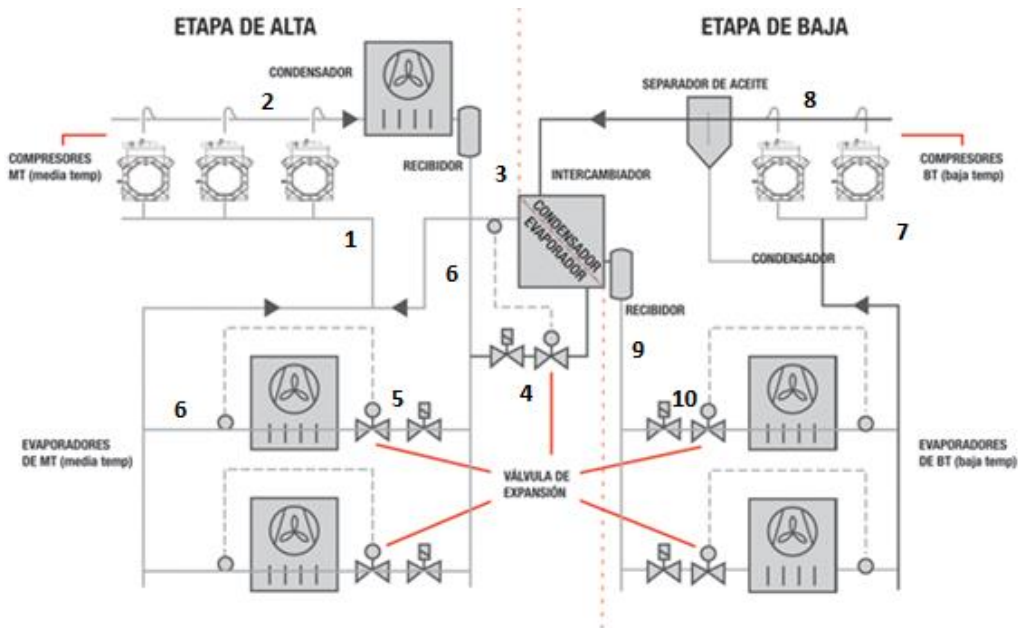 ETAPA DE ALTA
ETAPA DE BAJA
CONDENSADOR
SEPARADOR DE ACEITE
2
8
COMPRESORES
MT (media temp)
RECIBIDOR
3
INTERCAMBIADOR
COMPRESORES
BT (baja temp)
1
CONDENSADOR
EVAPORADOR
7
CONDENSADOR
6
RECIBIDOR
9
4
6
5
10
EVAPORADORES
DE MT (media temp)
VÁLVULA DE
EXPANSIÓN
EVAPORADORES
DE BT (baja temp)